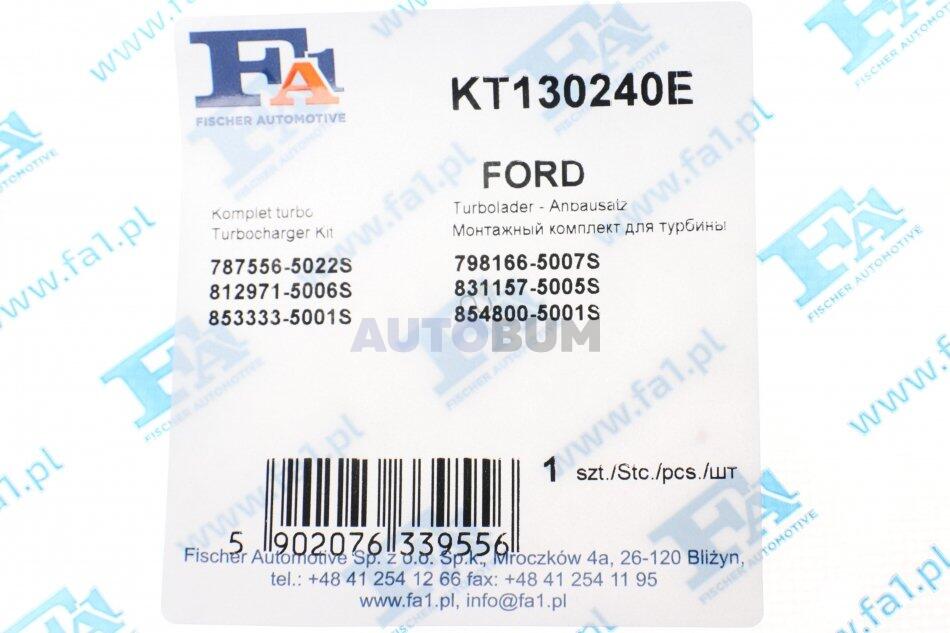 FA1
FISCHER AUTOMOTIVE
KT130240E
FORD
Komplet turbo
Turbocharger Kit
Turbolader - Anbausatz
Монтажный комплект для турбины
787556-5022S
812971-5006S
853333-5001S
798166-5007S
831157-5005S
854800-5001S
AUTOBUM
1 szt./Stc./pcs./шт
5 902076 339556
Fischer Automotive Sp. z o.o. Sp.k., Mroczków 4a, 26-120 Bliżyn,
tel.: +48 41 254 12 66 fax: +48 41 254 11 95
www.fa1.pl, info@fa1.pl
www.fa1.pl
FA1
FISCHER AUTOMOTIVE